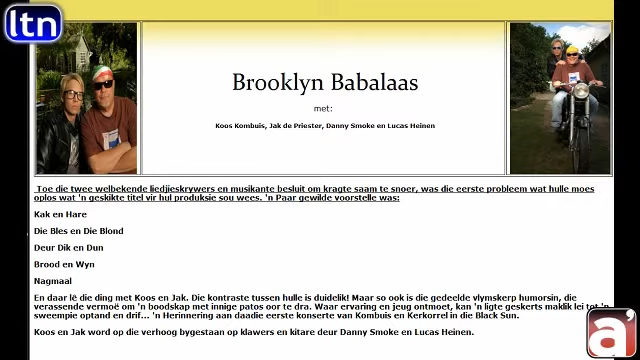 ltn
Brooklyn Babalaas
met:
Koos Kombuis, Jak de Priester, Danny Smoke en Lucas Heinen
Toe die twee welbekende liedjieskrywers en musikante besluit om kragte saam te snoer, was die eerste probleem wat hulle moes
oplos wat 'n geskikte titel vir hul produksie sou wees. 'n Paar gewilde voorstelle was:
Kak en Hare
Die Bles en Die Blond
Deur Dik en Dun
Brood en Wyn
Nagmaal
En daar lê die ding met Koos en Jak. Die kontraste tussen hulle is duidelik! Maar so ook is die gedeelde vlymskerp humorsin, die
verassende vermoë om 'n boodskap met innige patos oor te dra. Waar ervaring en jeug ontmoet, kan 'n ligte geskerts maklik lei tot 'n
sweempie optand en drif... 'n Herinnering aan daadie eerste konserte van Kombuis en Kerkorrel in die Black Sun.
Koos en Jak word op die verhoog bygestaan op klawers en kitare deur Danny Smoke en Lucas Heinen.
a'